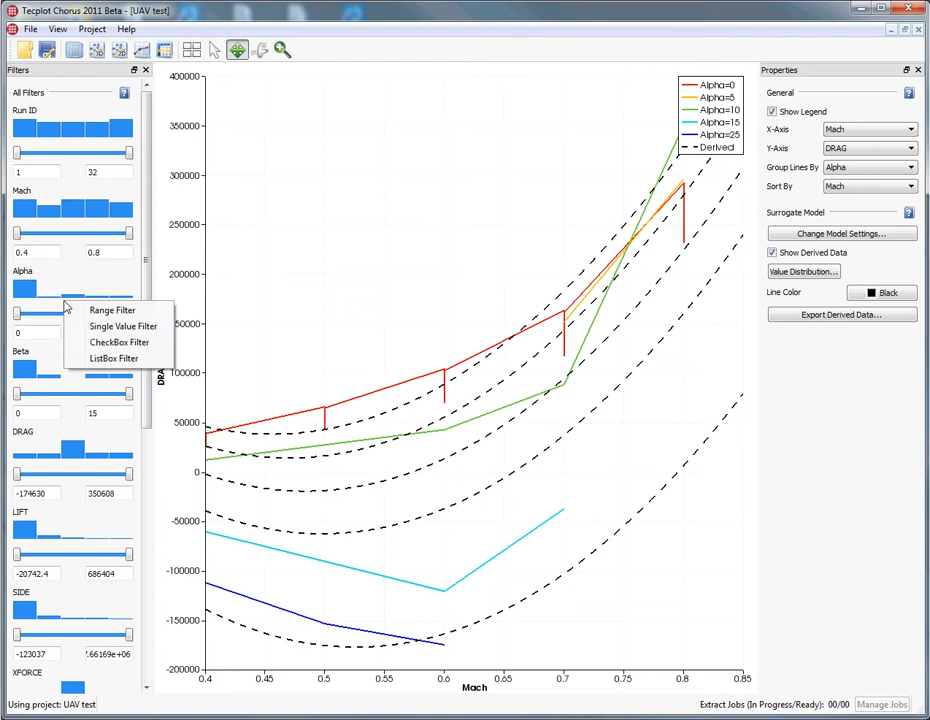 Tecplot Chorus 2011 Beta - [UAV test]
File View Project Help
Filters
All Filters
Run ID
1 32
Mach
0.4 0.8
Alpha
0
Range Filter
Single Value Filter
CheckBox Filter
ListBox Filter
Beta
0 15
DRAG
-174630 350608
LIFT
-20742.4 686404
SIDE
-123037 7.66169e+06
XFORCE
400000
350000
300000
250000
200000
150000
100000
50000
0
-50000
-100000
-150000
-200000
0.4 0.45 0.5 0.55 0.6 0.65 0.7 0.75 0.8 0.85
Mach
Alpha=0
Alpha=5
Alpha=10
Alpha=15
Alpha=25
Derived
Properties
General
Show Legend
X-Axis Mach
Y-Axis DRAG
Group Lines By Alpha
Sort By Mach
Surrogate Model
Change Model Settings...
Show Derived Data
Value Distribution...
Line Color Black
Export Derived Data...
Using project: UAV test
Extract Jobs (In Progress/Ready): 00/00 Manage Jobs